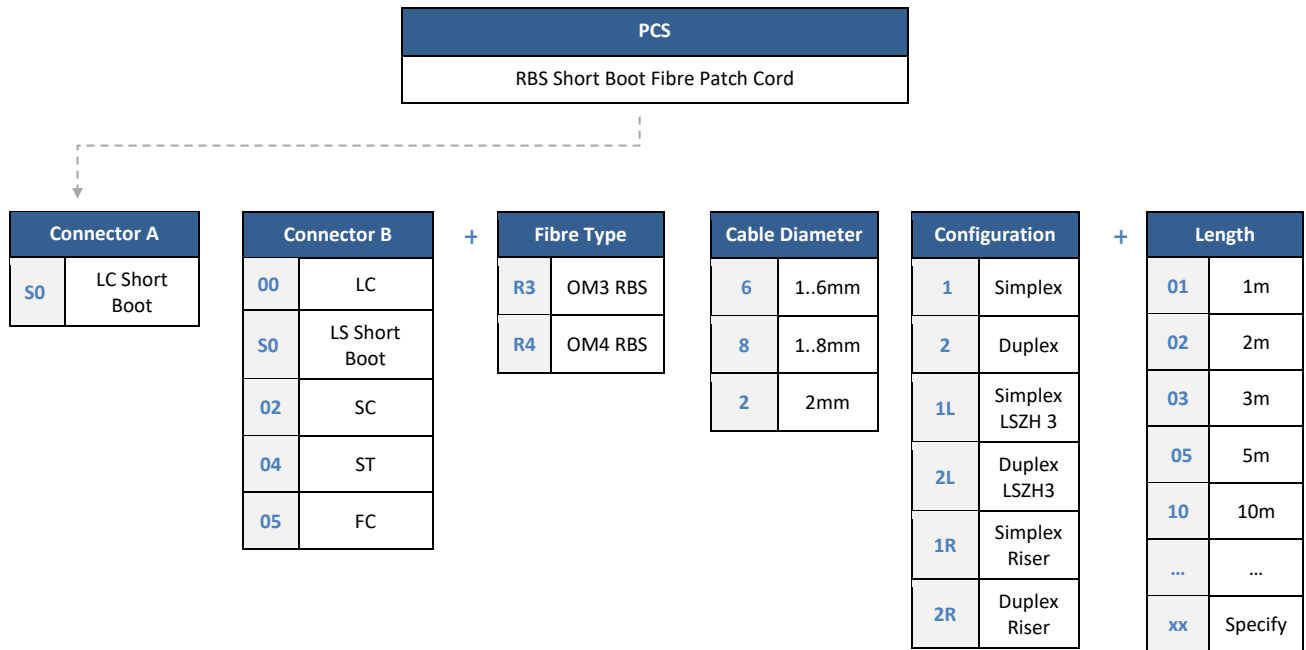 PCS
RBS Short Boot Fibre Patch Cord
Connector A
S0 LC Short
Boot
Connector B
00 LC
S0 LS Short
Boot
02 SC
04 ST
05 FC
+
Fibre Type
R3 OM3 RBS
R4 OM4 RBS
Cable Diameter
6 1..6mm
8 1..8mm
2 2mm
Configuration
1 Simplex
2 Duplex
1L Simplex
LSZH 3
2L Duplex
LSZH3
1R Simplex
Riser
2R Duplex
Riser
+
Length
01 1m
02 2m
03 3m
05 5m
10 10m
... ...
xx Specify